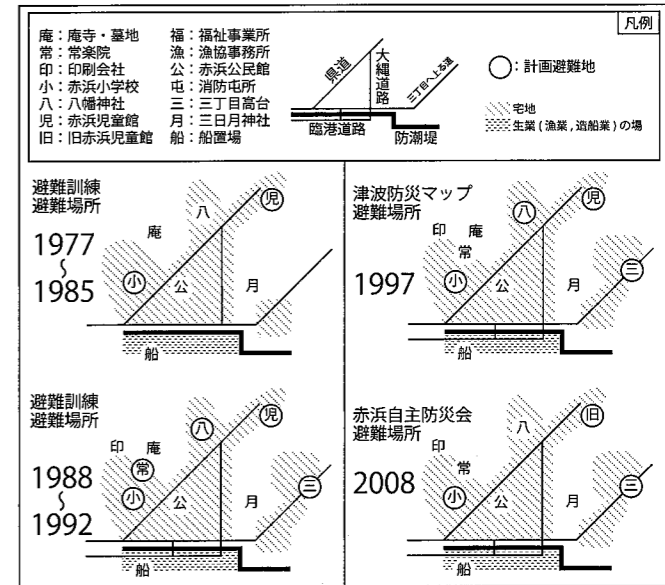 凡例
庵：庵寺・墓地　福：福祉事業所
常：常楽院　漁：漁協事務所
印：印刷会社　公：赤浜公民館
小：赤浜小学校　屯：消防屯所
八：八幡神社　三：三丁目高台
児：赤浜児童館　月：三日月神社
旧：旧赤浜児童館　船：船置場
県道
大縄道路
三丁目へ上る道
臨港道路
防潮堤
○：計画避難地
宅地
生業(漁業，造船業)の場
避難訓練
避難場所
1977
〜
1985
八
児
庵
小
公
月
船
津波防災マップ
避難場所
1997
八
児
印　庵
常
三
小
公
月
船
避難訓練
避難場所
1988
〜
1992
八
児
印　庵
常
三
小
公
月
船
赤浜自主防災会
避難場所
2008
八
旧
印
常
三
小
公
月
船